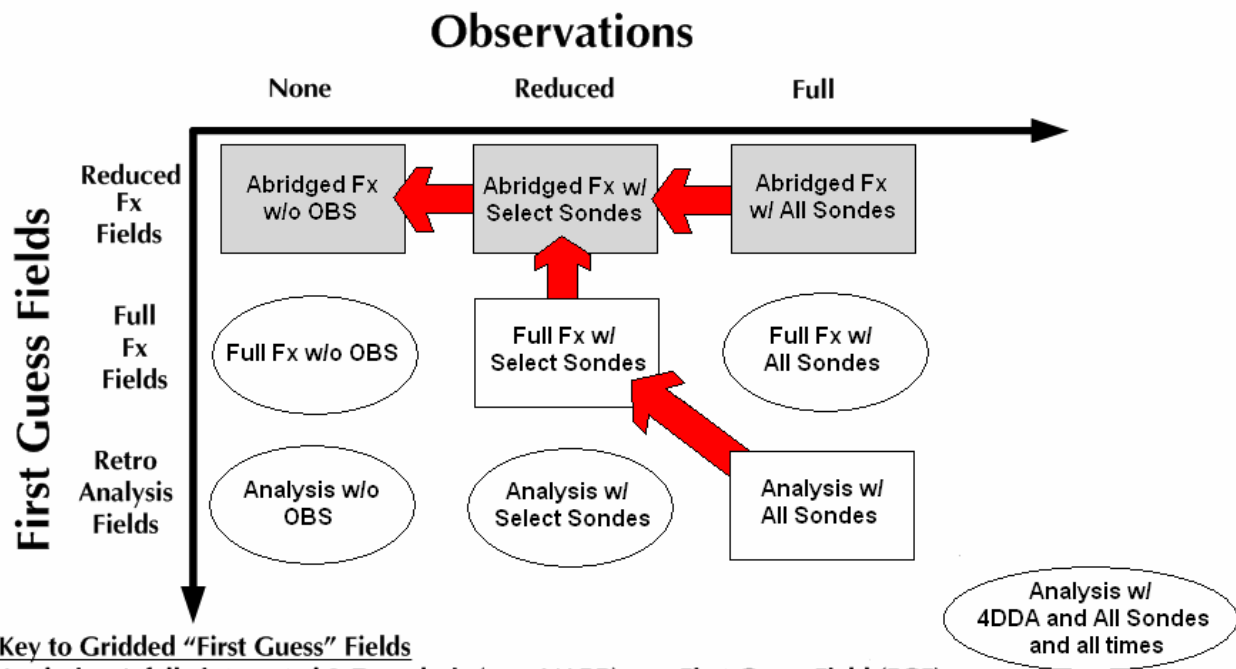 Observations
None
Reduced
Full
First Guess Fields
Reduced
Fx
Fields
Abridged Fx
w/o OBS
Abridged Fx w/
Select Sondes
Abridged Fx
w/ All Sondes
Full
Fx
Fields
Full Fx w/o OBS
Full Fx w/
Select Sondes
Full Fx w/
All Sondes
Retro
Analysis
Fields
Analysis w/o
OBS
Analysis w/
Select Sondes
Analysis w/
All Sondes
Analysis w/
4DDA and All Sondes
and all times
Key to Gridded “First Guess” Fields